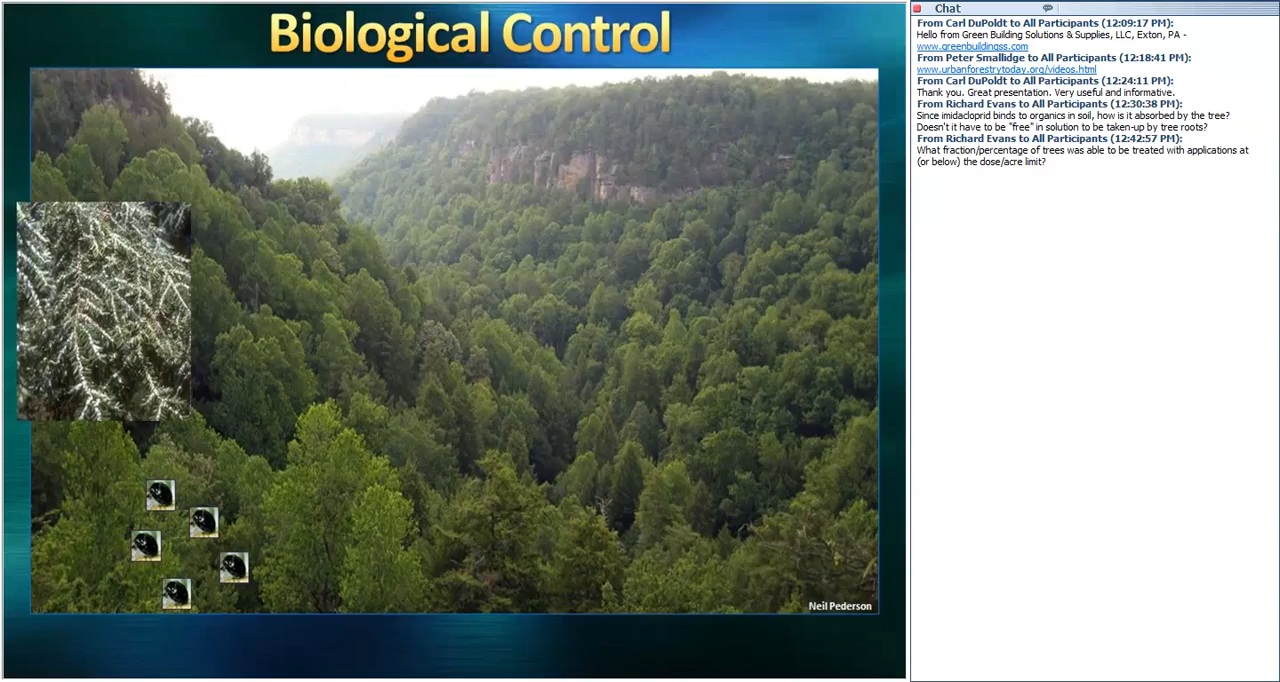 Biological Control
Neil Pederson
Chat
From Carl DuPoldt to All Participants (12:09:17 PM):
Hello from Green Building Solutions & Supplies, LLC, Exton, PA -
www.greenbuildingss.com
From Peter Smallidge to All Participants (12:18:41 PM):
www.urbanforestrytoday.org/videos.html
From Carl DuPoldt to All Participants (12:24:11 PM):
Thank you. Great presentation. Very useful and informative.
From Richard Evans to All Participants (12:30:38 PM):
Since imidacloprid binds to organics in soil, how is it absorbed by the tree?
Doesn't it have to be "free" in solution to be taken-up by tree roots?
From Richard Evans to All Participants (12:42:57 PM):
What fraction/percentage of trees was able to be treated with applications at
(or below) the dose/acre limit?